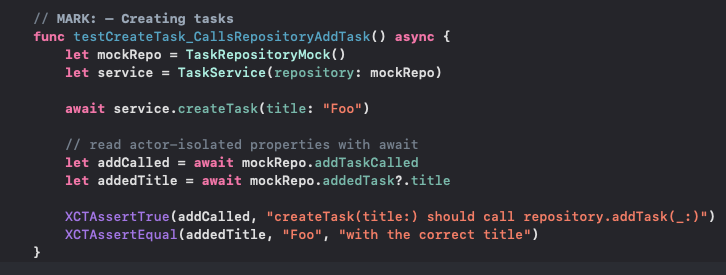 // MARK: — Creating tasks
func testCreateTask_CallsRepositoryAddTask() async {
let mockRepo = TaskRepositoryMock()
let service = TaskService(repository: mockRepo)
await service.createTask(title: "Foo")
// read actor-isolated properties with await
let addCalled = await mockRepo.addTaskCalled
let addedTitle = await mockRepo.addedTask?.title
XCTAssertTrue(addCalled, "createTask(title:) should call repository.addTask(_:)")
XCTAssertEqual(addedTitle, "Foo", "with the correct title")
}